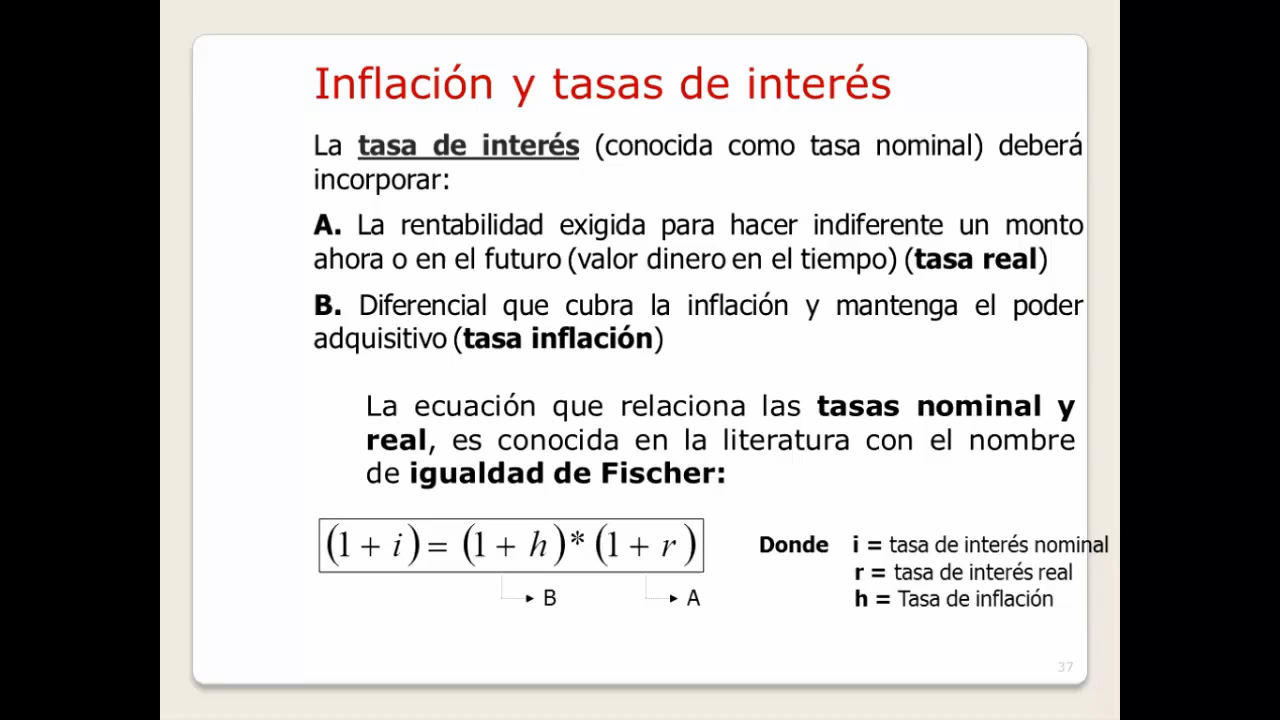 Inflación y tasas de interés
La tasa de interés (conocida como tasa nominal) deberá
incorporar:
A. La rentabilidad exigida para hacer indiferente un monto
ahora o en el futuro (valor dinero en el tiempo) (tasa real)
B. Diferencial que cubra la inflación y mantenga el poder
adquisitivo (tasa inflación)
La ecuación que relaciona las tasas nominal y
real, es conocida en la literatura con el nombre
de igualdad de Fischer:
(1 + i) = (1 + h) * (1 + r)
B A
Donde i = tasa de interés nominal
r = tasa de interés real
h = Tasa de inflación
37